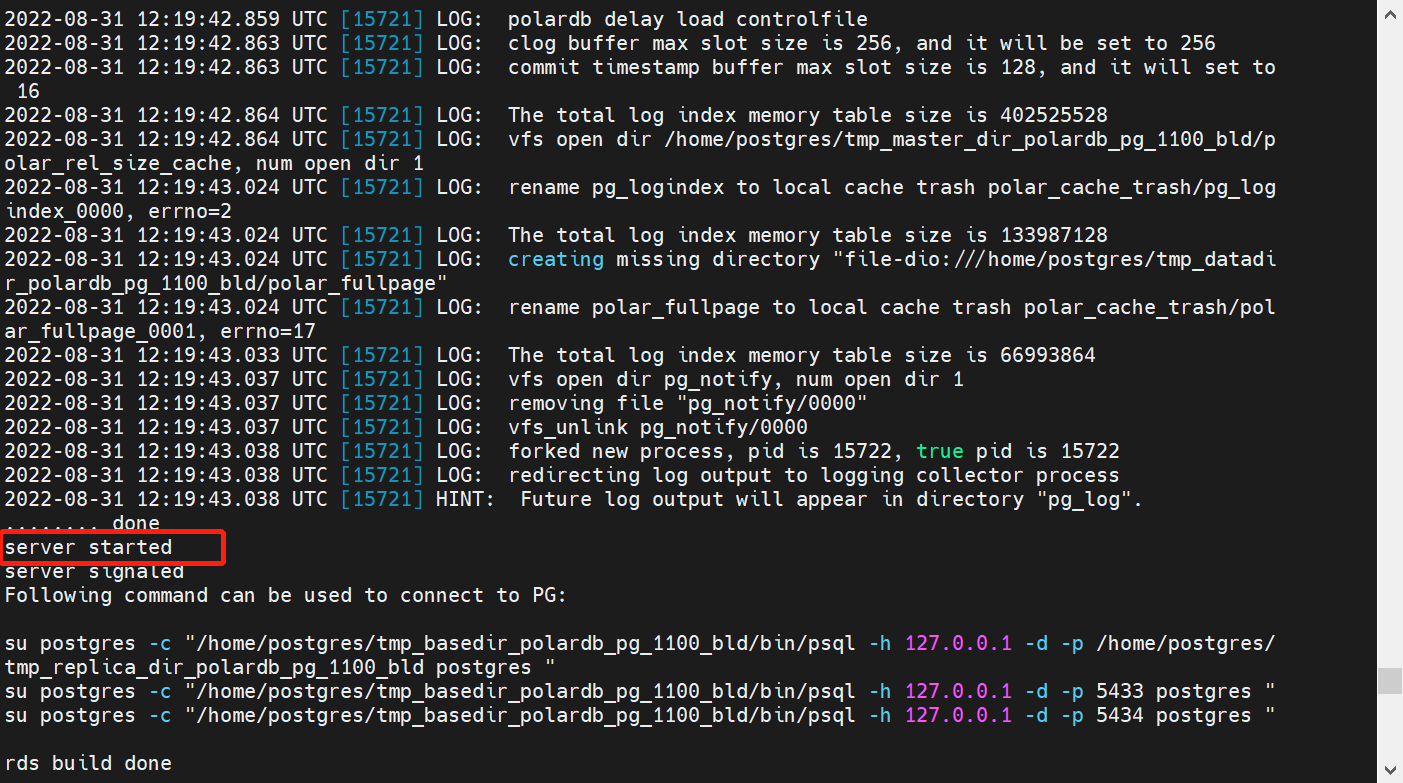 2022-08-31 12:19:42.859 UTC [15721] LOG:  polardb delay load controlfile
2022-08-31 12:19:42.863 UTC [15721] LOG:  clog buffer max slot size is 256, and it will be set to 256
2022-08-31 12:19:42.863 UTC [15721] LOG:  commit timestamp buffer max slot size is 128, and it will set to
 16
2022-08-31 12:19:42.864 UTC [15721] LOG:  The total log index memory table size is 402525528
2022-08-31 12:19:42.864 UTC [15721] LOG:  vfs open dir /home/postgres/tmp_master_dir_polardb_pg_1100_bld/p
olar_rel_size_cache, num open dir 1
2022-08-31 12:19:43.024 UTC [15721] LOG:  rename pg_logindex to local cache trash polar_cache_trash/pg_log
index_0000, errno=2
2022-08-31 12:19:43.024 UTC [15721] LOG:  The total log index memory table size is 133987128
2022-08-31 12:19:43.024 UTC [15721] LOG:  creating missing directory "file-dio:///home/postgres/tmp_datadi
r_polardb_pg_1100_bld/polar_fullpage"
2022-08-31 12:19:43.024 UTC [15721] LOG:  rename polar_fullpage to local cache trash polar_cache_trash/pol
ar_fullpage_0001, errno=17
2022-08-31 12:19:43.033 UTC [15721] LOG:  The total log index memory table size is 66993864
2022-08-31 12:19:43.037 UTC [15721] LOG:  vfs open dir pg_notify, num open dir 1
2022-08-31 12:19:43.037 UTC [15721] LOG:  removing file "pg_notify/0000"
2022-08-31 12:19:43.037 UTC [15721] LOG:  vfs_unlink pg_notify/0000
2022-08-31 12:19:43.038 UTC [15721] LOG:  forked new process, pid is 15722, true pid is 15722
2022-08-31 12:19:43.038 UTC [15721] LOG:  redirecting log output to logging collector process
2022-08-31 12:19:43.038 UTC [15721] HINT:  Future log output will appear in directory "pg_log".
........ done
server started
server signaled
Following command can be used to connect to PG:
su postgres -c "/home/postgres/tmp_basedir_polardb_pg_1100_bld/bin/psql -h 127.0.0.1 -d -p /home/postgres/
tmp_replica_dir_polardb_pg_1100_bld postgres "
su postgres -c "/home/postgres/tmp_basedir_polardb_pg_1100_bld/bin/psql -h 127.0.0.1 -d -p 5433 postgres "
su postgres -c "/home/postgres/tmp_basedir_polardb_pg_1100_bld/bin/psql -h 127.0.0.1 -d -p 5434 postgres "
rds build done